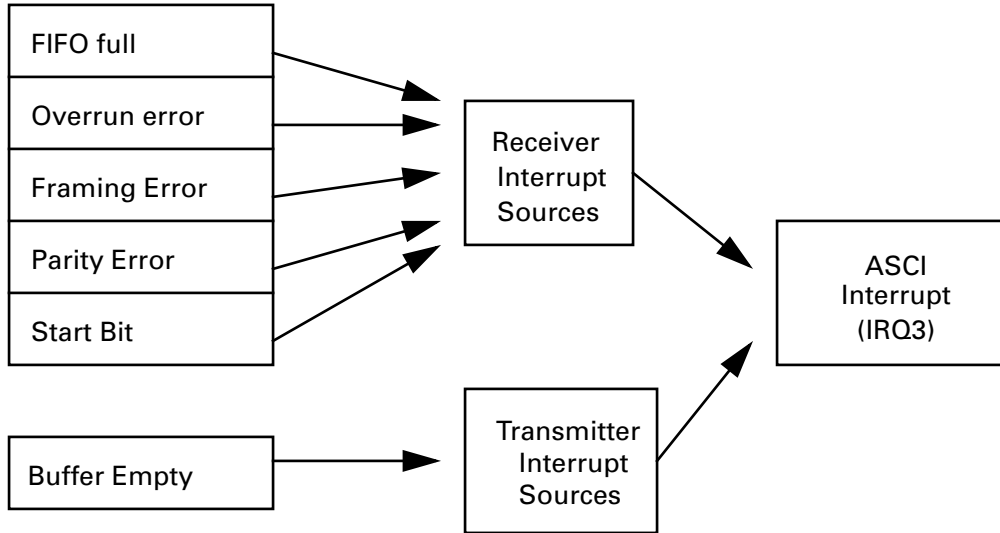 FIFO full
Overrun error
Framing Error
Parity Error
Start Bit
Buffer Empty
Receiver
Interrupt
Sources
Transmitter
Interrupt
Sources
ASCI
Interrupt
(IRQ3)